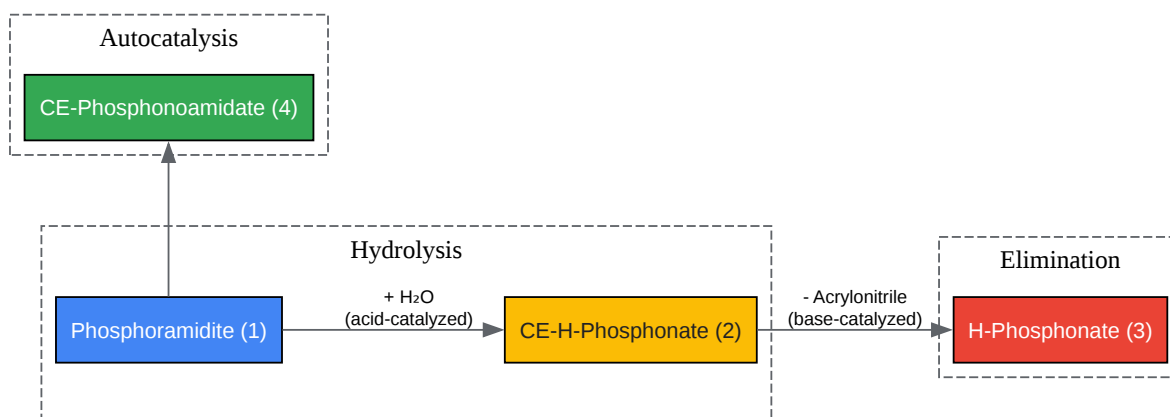 Autocatalysis
CE-Phosphonoamidate (4)
Hydrolysis
Elimination
+ H₂O
(acid-catalyzed)
- Acrylonitrile
(base-catalyzed)
Phosphoramidite (1)
CE-H-Phosphonate (2)
H-Phosphonate (3)